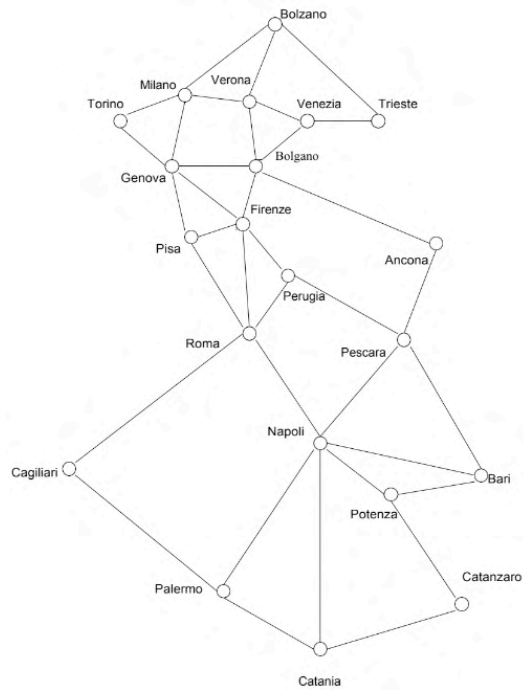 Bolzano
Milano
Verona
Torino
Venezia
Trieste
Bolgano
Genova
Firenze
Pisa
Ancona
Perugia
Roma
Pescara
Napoli
Cagiliari
Bari
Potenza
Catanzaro
Palermo
Catania